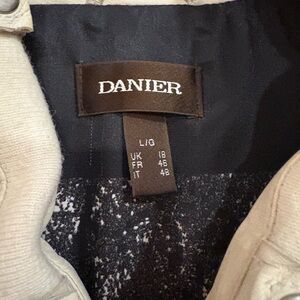 DANIER
L/G
UK 18
FR 46
IT 48